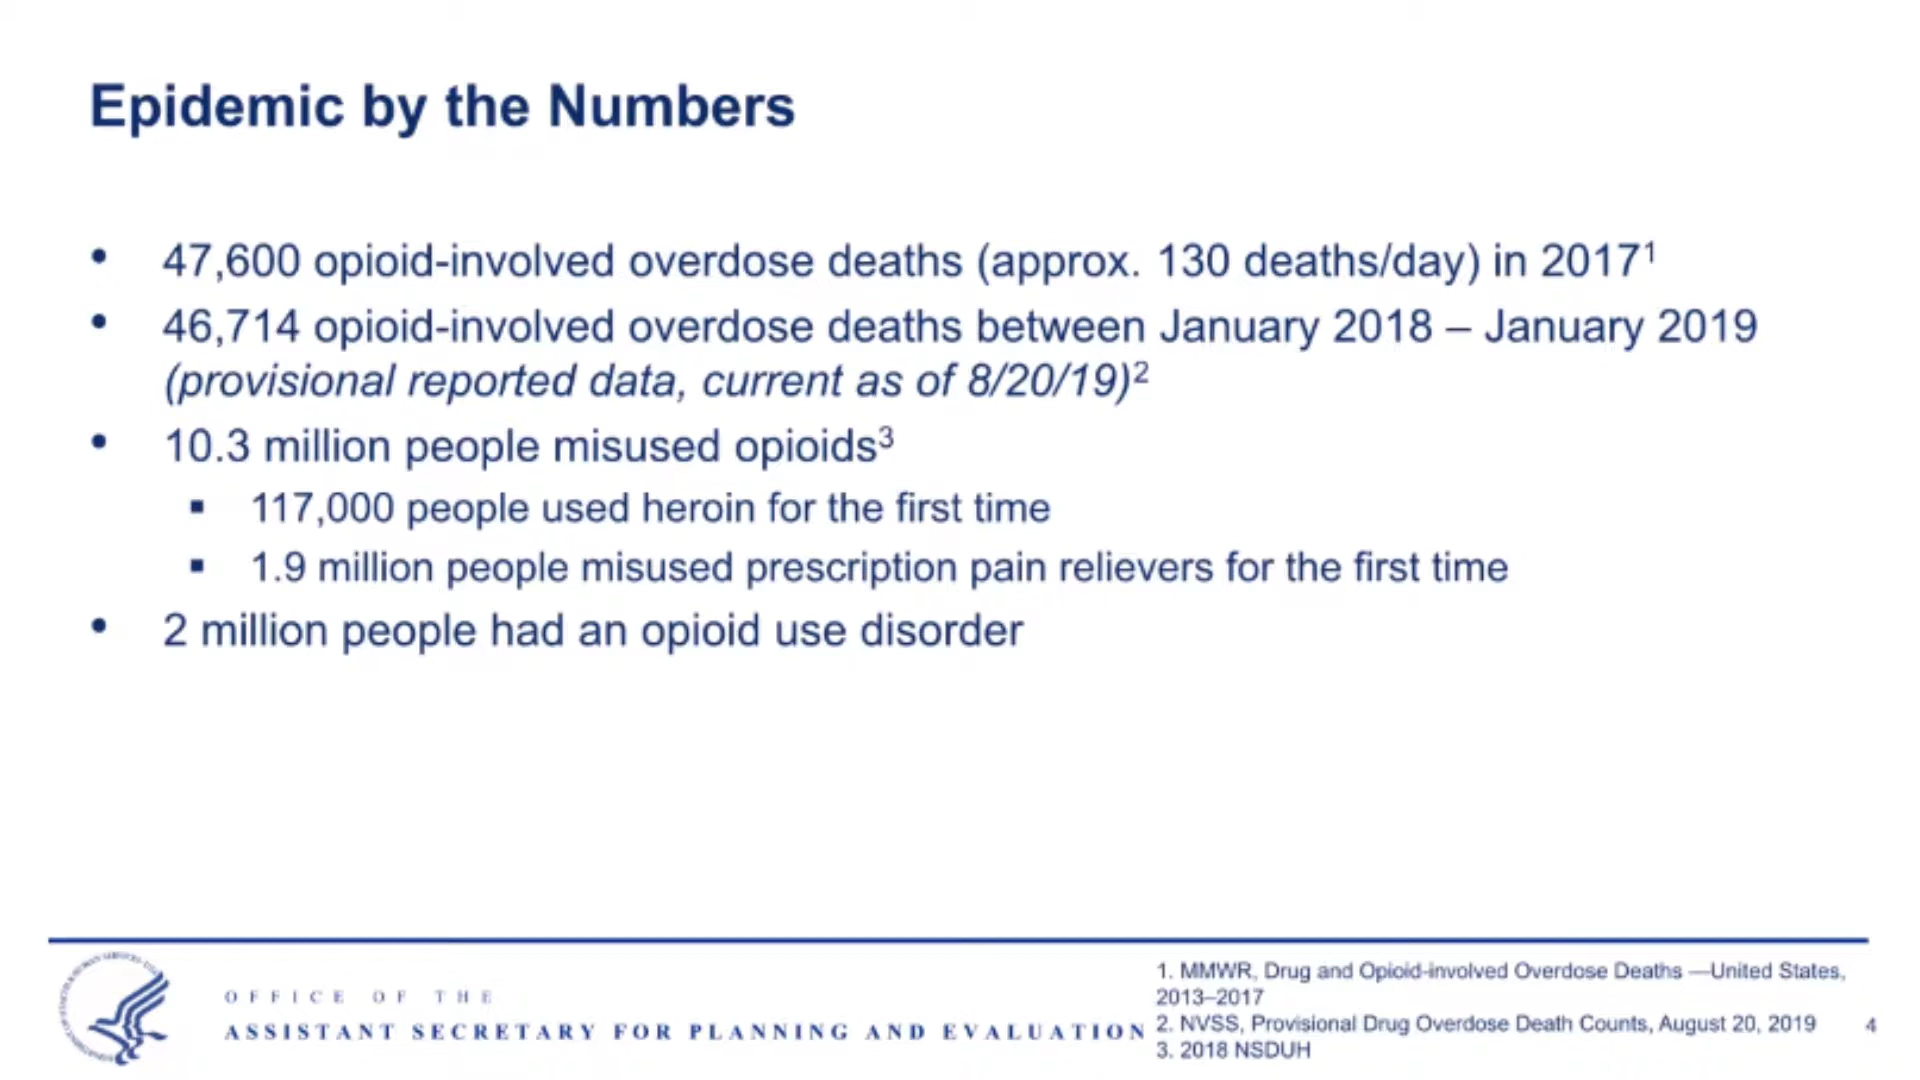 Epidemic by the Numbers
• 47,600 opioid-involved overdose deaths (approx. 130 deaths/day) in 2017¹
• 46,714 opioid-involved overdose deaths between January 2018 – January 2019
(provisional reported data, current as of 8/20/19)²
• 10.3 million people misused opioids³
▪ 117,000 people used heroin for the first time
▪ 1.9 million people misused prescription pain relievers for the first time
• 2 million people had an opioid use disorder
OFFICE OF THE
ASSISTANT SECRETARY FOR PLANNING AND EVALUATION
1. MMWR, Drug and Opioid-involved Overdose Deaths —United States,
2013–2017
2. NVSS, Provisional Drug Overdose Death Counts, August 20, 2019
3. 2018 NSDUH
4